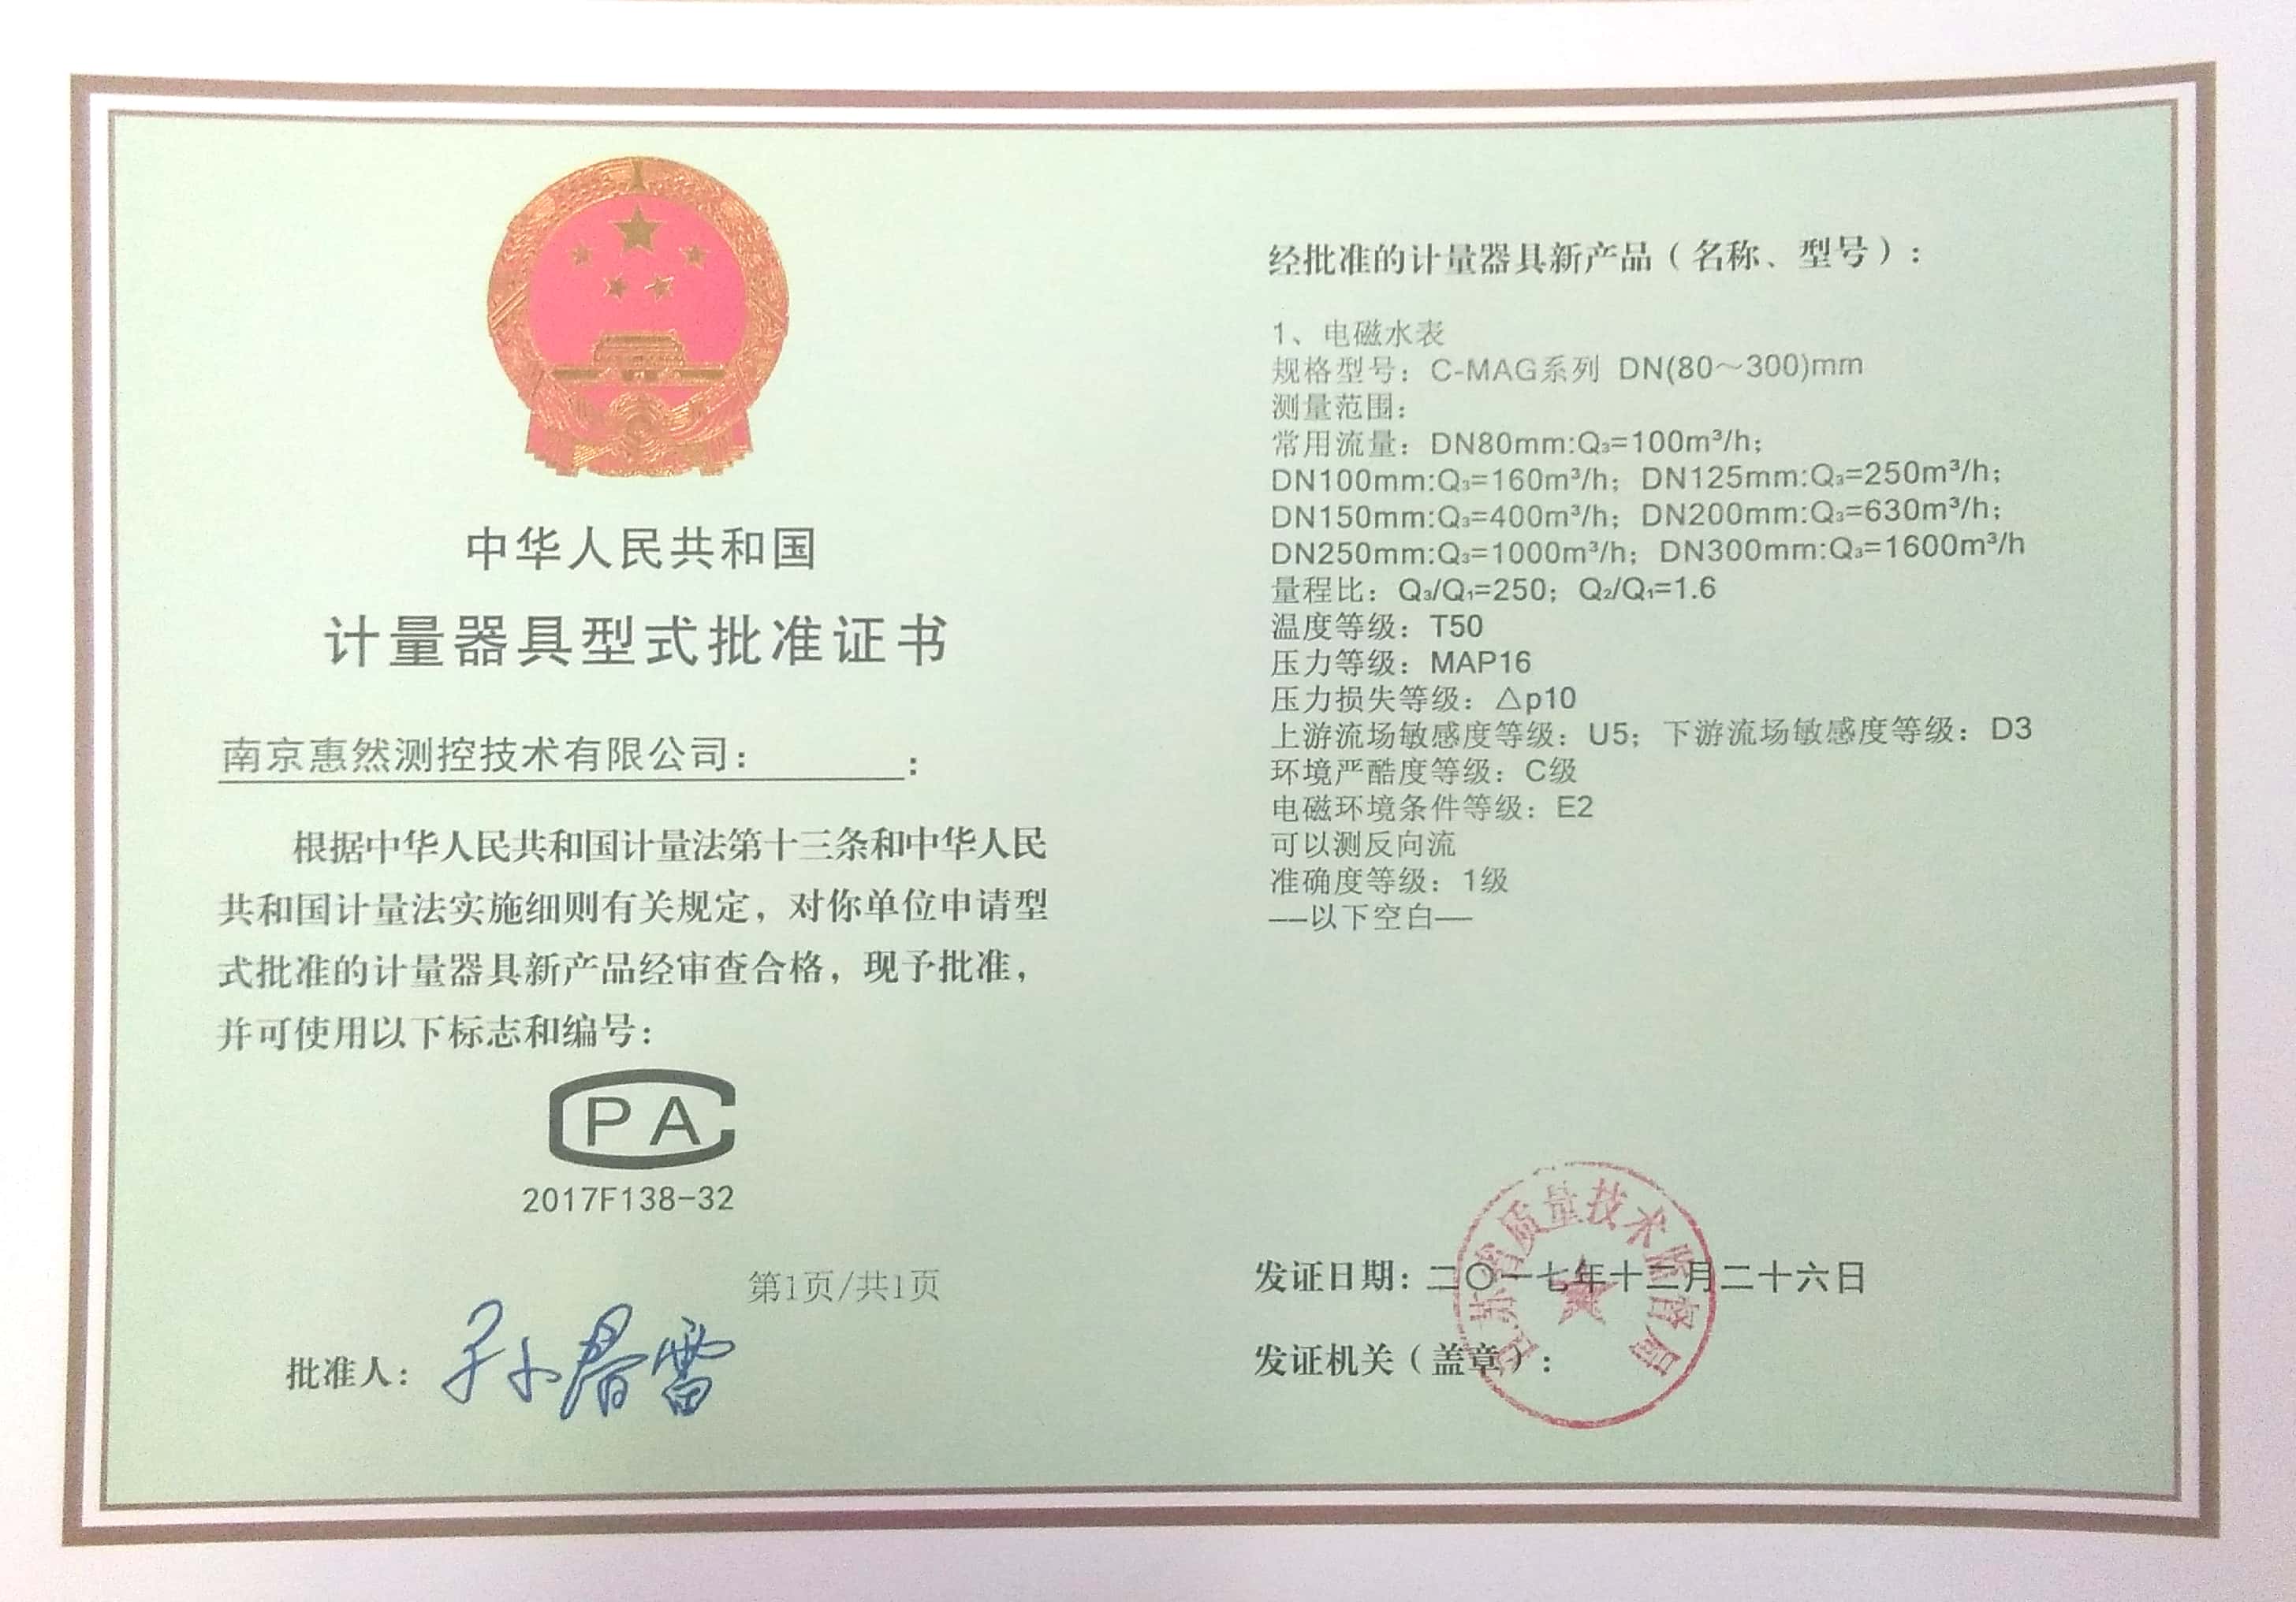 中华人民共和国
计量器具型式批准证书
南京惠然测控技术有限公司：　　　：
根据中华人民共和国计量法第十三条和中华人民
共和国计量法实施细则有关规定，对你单位申请型
式批准的计量器具新产品经审查合格，现予批准，
并可使用以下标志和编号：
CPA
2017F138-32
第1页/共1页
批准人：孙春雷
经批准的计量器具新产品（名称、型号）：
1、电磁水表
规格型号：C-MAG系列 DN(80～300)mm
测量范围：
常用流量：DN80mm:Q₃=100m³/h；
DN100mm:Q₃=160m³/h；DN125mm:Q₃=250m³/h；
DN150mm:Q₃=400m³/h；DN200mm:Q₃=630m³/h；
DN250mm:Q₃=1000m³/h；DN300mm:Q₃=1600m³/h
量程比：Q₃/Q₁=250；Q₂/Q₁=1.6
温度等级：T50
压力等级：MAP16
压力损失等级：△p10
上游流场敏感度等级：U5；下游流场敏感度等级：D3
环境严酷度等级：C级
电磁环境条件等级：E2
可以测反向流
准确度等级：1级
—以下空白—
发证日期：二〇一七年十二月二十六日
发证机关（盖章）：
江苏省质量技术监督局